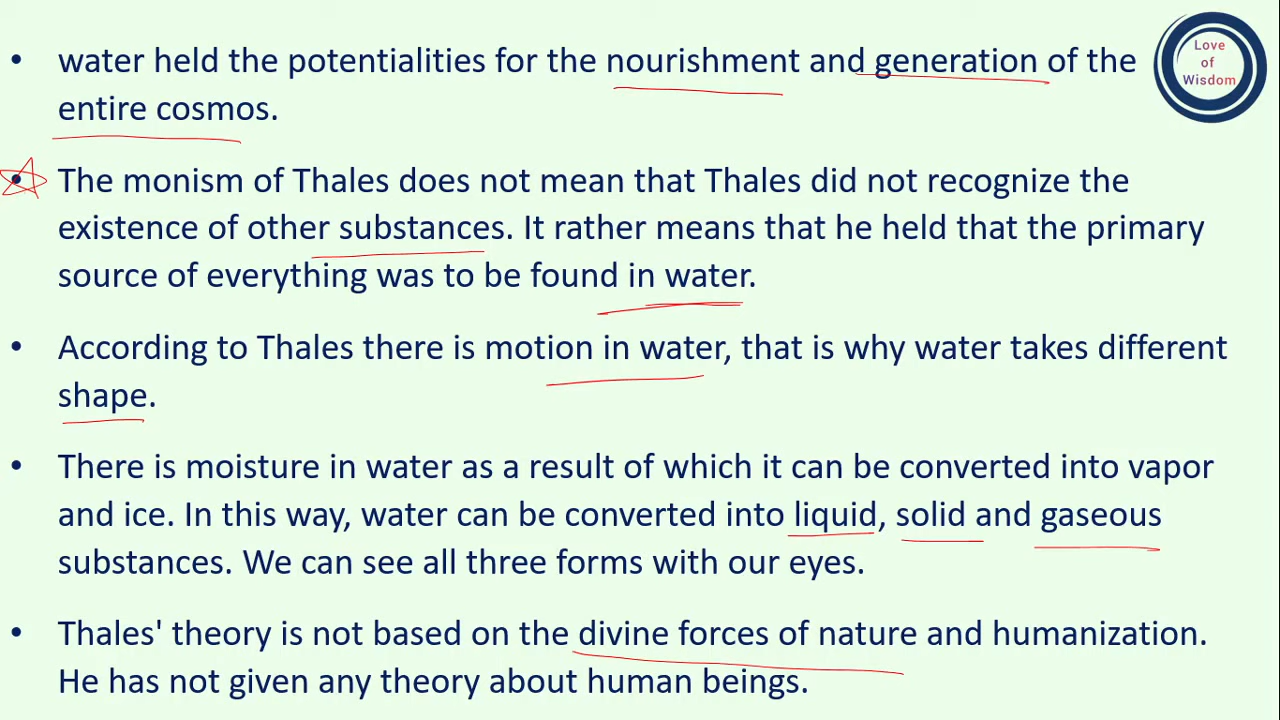 • water held the potentialities for the nourishment and generation of the
entire cosmos.
Love
of
Wisdom
• The monism of Thales does not mean that Thales did not recognize the
existence of other substances. It rather means that he held that the primary
source of everything was to be found in water.
• According to Thales there is motion in water, that is why water takes different
shape.
• There is moisture in water as a result of which it can be converted into vapor
and ice. In this way, water can be converted into liquid, solid and gaseous
substances. We can see all three forms with our eyes.
• Thales' theory is not based on the divine forces of nature and humanization.
He has not given any theory about human beings.